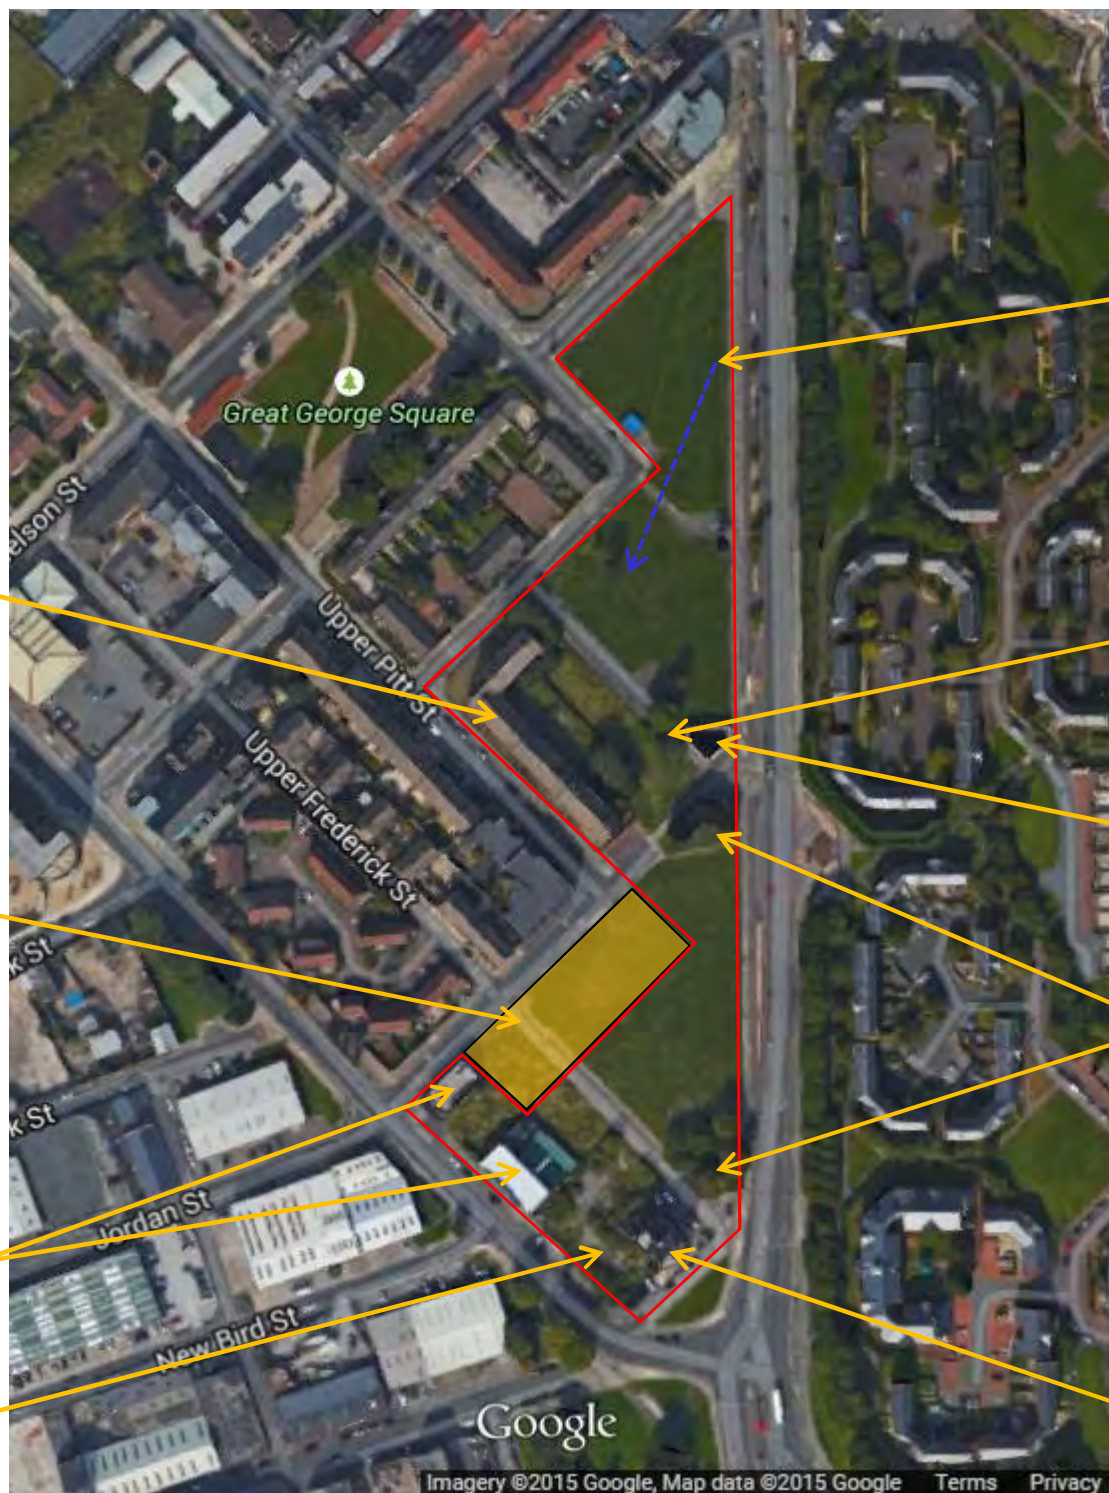 Great George Square
elson St
Upper Pitt St
Upper Frederick St
k St
k St
Jordan St
New Bird St
Google
Imagery ©2015 Google, Map data ©2015 Google Terms Privacy